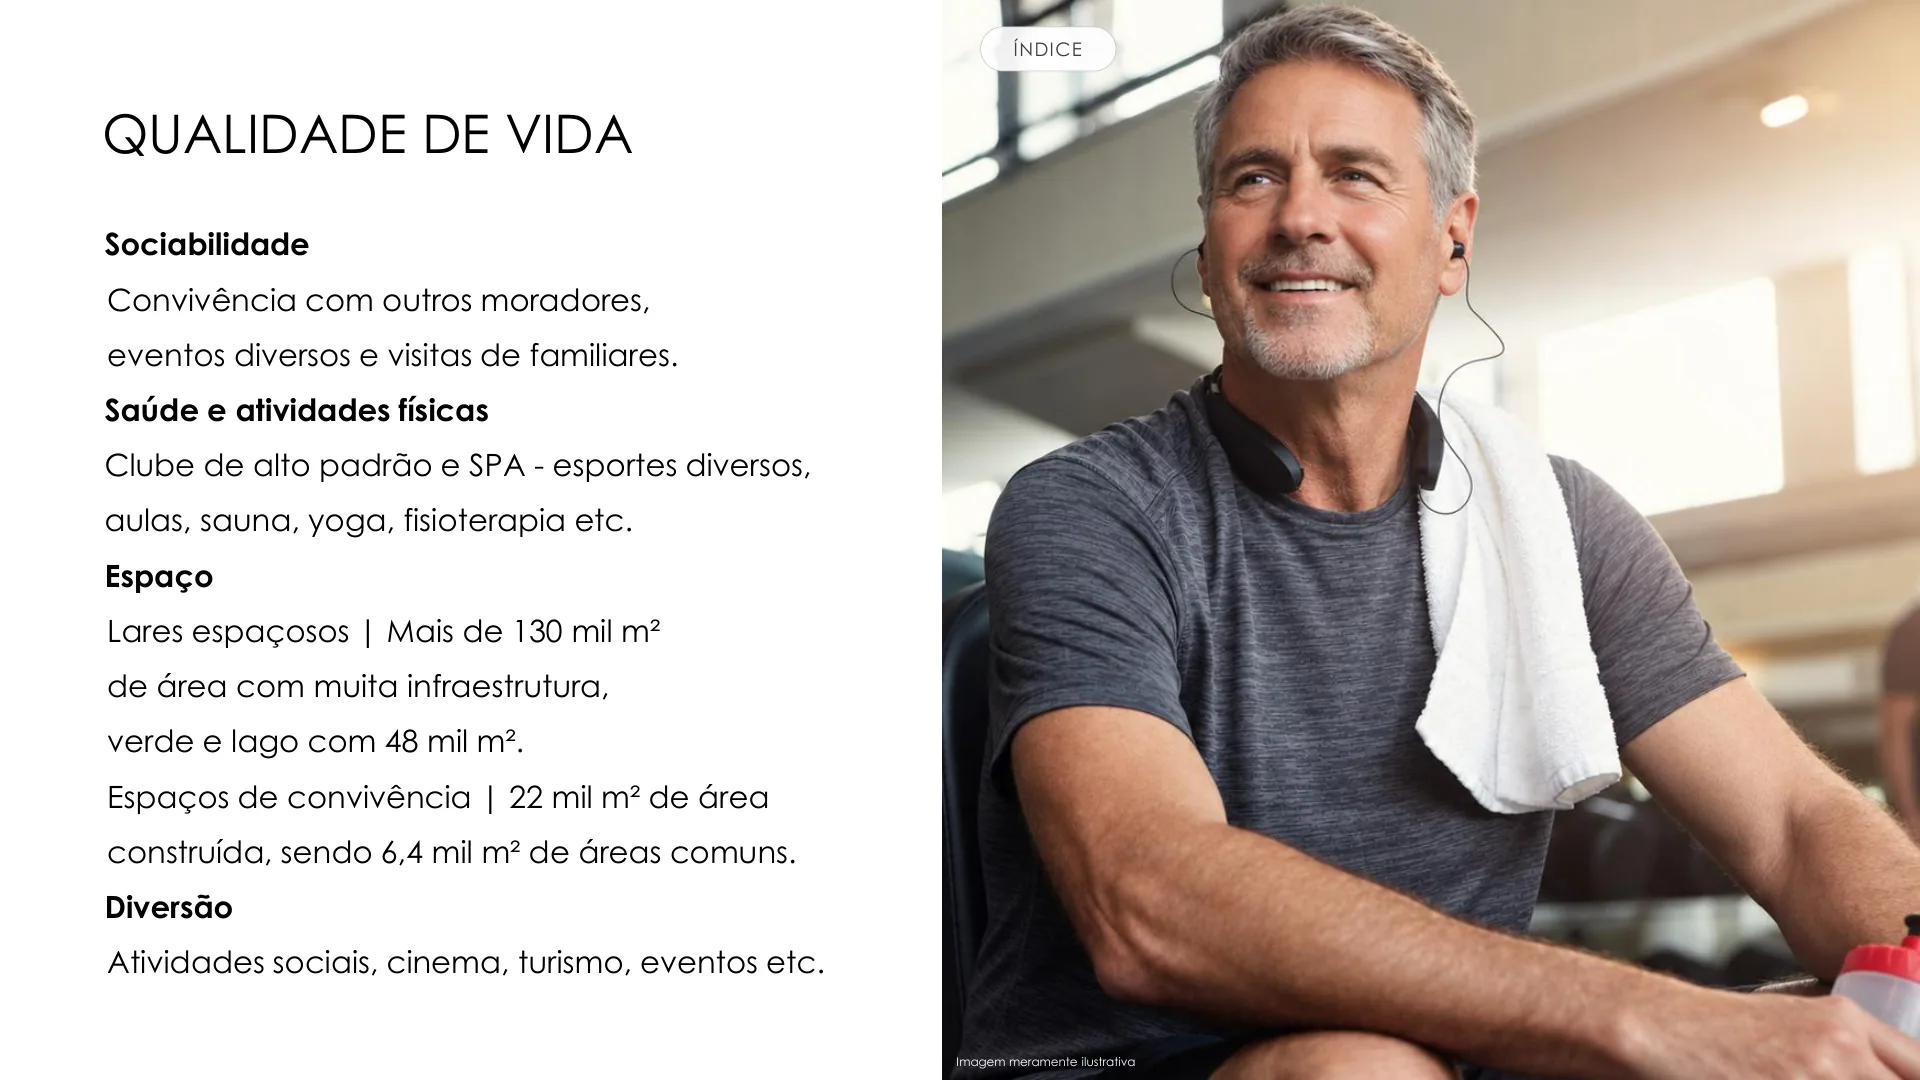 ÍNDICE
QUALIDADE DE VIDA
Sociabilidade
Convivência com outros moradores,
eventos diversos e visitas de familiares.
Saúde e atividades físicas
Clube de alto padrão e SPA - esportes diversos,
aulas, sauna, yoga, fisioterapia etc.
Espaço
Lares espaçosos | Mais de 130 mil m²
de área com muita infraestrutura,
verde e lago com 48 mil m².
Espaços de convivência | 22 mil m² de área
construída, sendo 6,4 mil m² de áreas comuns.
Diversão
Atividades sociais, cinema, turismo, eventos etc.
Imagem meramente ilustrativa